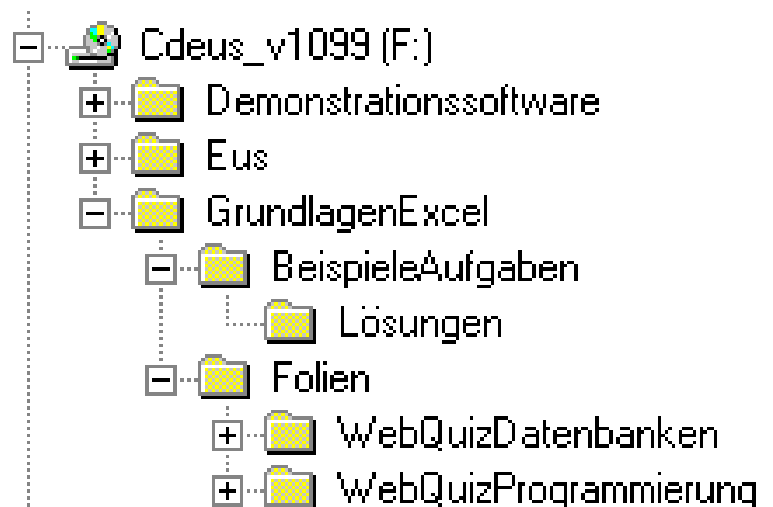 Cdeus_v1099 (F:)
Demonstrationssoftware
Eus
GrundlagenExcel
BeispieleAufgaben
Lösungen
Folien
WebQuizDatenbanken
WebQuizProgrammierung